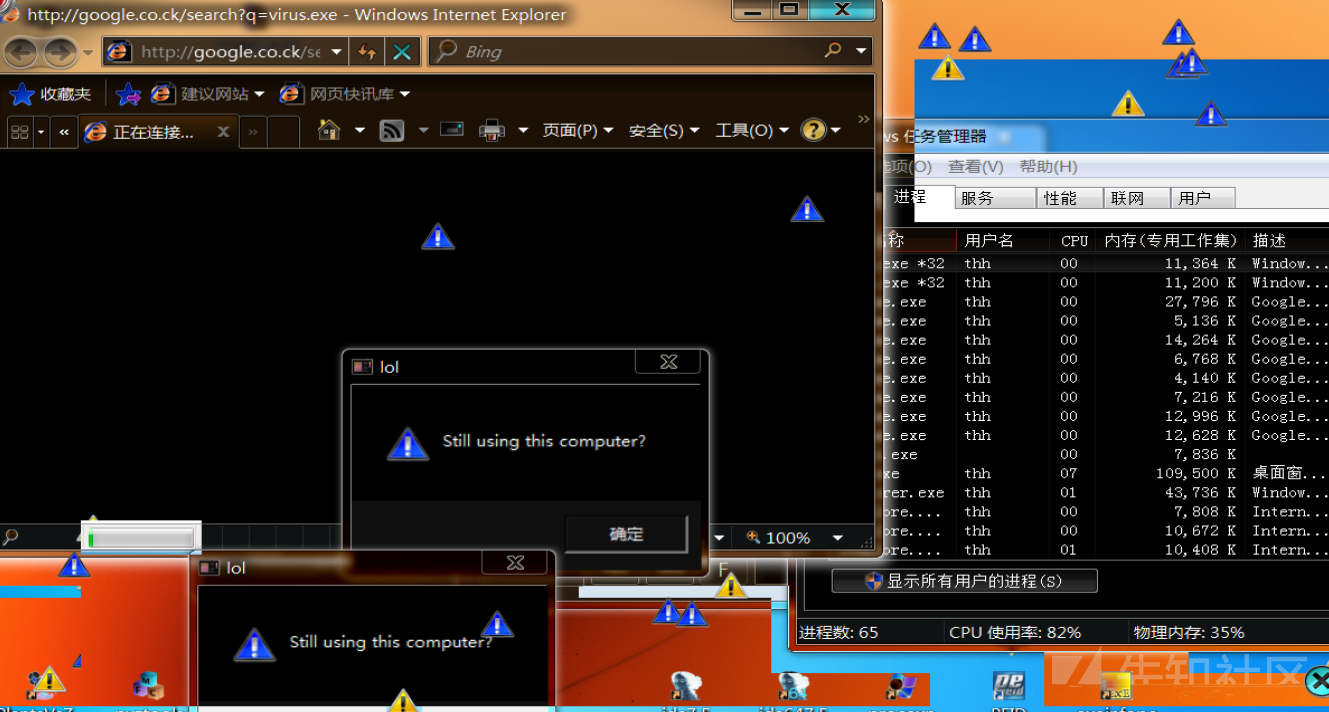 http://google.co.ck/search?q=virus.exe - Windows Internet Explorer
http://google.co.ck/se
Bing
收藏夹 建议网站 网页快讯库
正在连接... 页面(P) 安全(S) 工具(O)
任务管理器
查看(V) 帮助(H)
进程 服务 性能 联网 用户
用户名 CPU 内存(专用工作集) 描述
exe *32 thh 00 11,364 K Window...
exe *32 thh 00 11,200 K Window...
e.exe thh 00 27,796 K Google...
e.exe thh 00 5,136 K Google...
e.exe thh 00 14,264 K Google...
e.exe thh 00 6,768 K Google...
e.exe thh 00 4,140 K Google...
e.exe thh 00 7,216 K Google...
e.exe thh 00 12,996 K Google...
e.exe thh 00 12,628 K Google...
.exe 00 7,836 K
xe thh 07 109,500 K 桌面窗...
rer.exe thh 01 43,736 K Window...
ore.... thh 00 7,808 K Intern...
ore.... thh 00 10,672 K Intern...
ore.... thh 01 10,408 K Intern...
显示所有用户的进程(S)
进程数: 65 CPU 使用率: 82% 物理内存: 35%
lol
Still using this computer?
确定
100%
lol
Still using this computer?